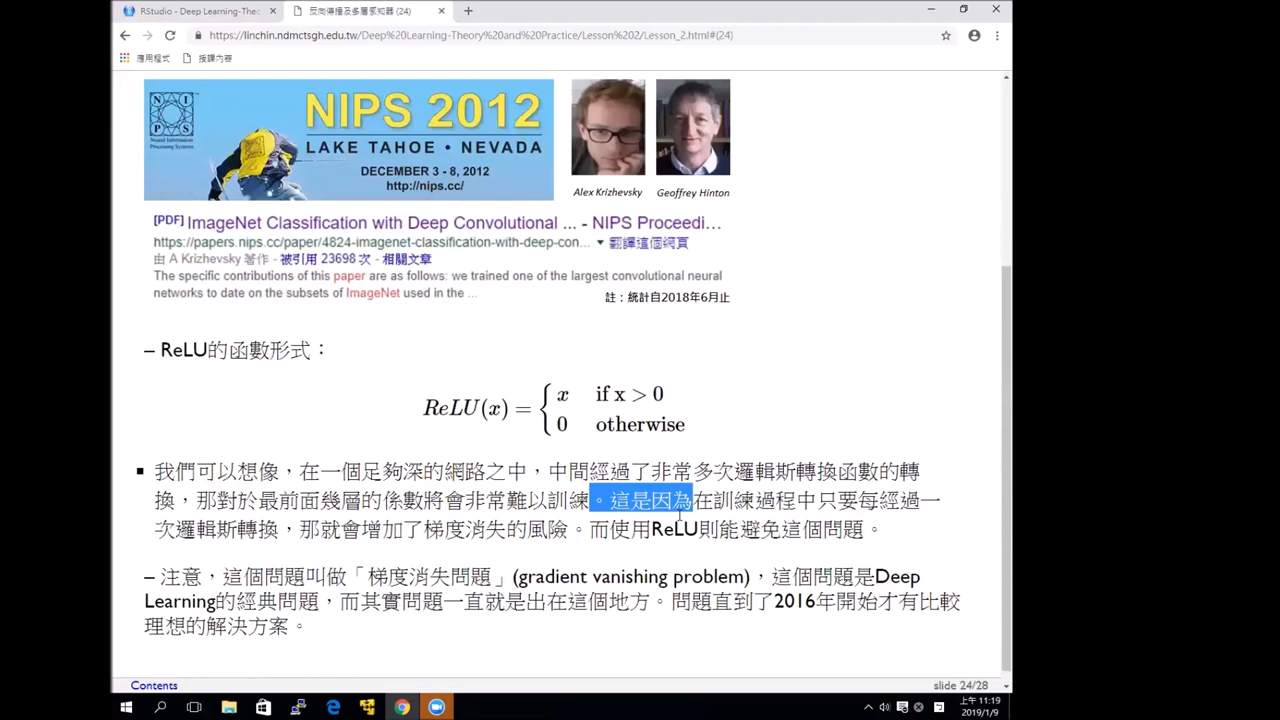 RStudio - Deep Learning-Theo
反向傳播及多層感知器 (24)
https://linchin.ndmctsgh.edu.tw/Deep%20Learning-Theory%20and%20Practice/Lesson%202/Lesson_2.html#(24)
應用程式
授課內容
NIPS 2012
LAKE TAHOE • NEVADA
DECEMBER 3 - 8, 2012
http://nips.cc/
N I P S
Neural Information
Processing Systems
Alex Krizhevsky
Geoffrey Hinton
[PDF] ImageNet Classification with Deep Convolutional ... - NIPS Proceedi…
https://papers.nips.cc/paper/4824-imagenet-classification-with-deep-con... ▼ 翻譯這個網頁
由 A Krizhevsky 著作 - 被引用 23698 次 - 相關文章
The specific contributions of this paper are as follows: we trained one of the largest convolutional neural
networks to date on the subsets of ImageNet used in the ...
註：統計自2018年6月止
– ReLU的函數形式：
ReLU(x) = { x if x > 0
0 otherwise
▪ 我們可以想像，在一個足夠深的網路之中，中間經過了非常多次邏輯斯轉換函數的轉
換，那對於最前面幾層的係數將會非常難以訓練。這是因為在訓練過程中只要每經過一
次邏輯斯轉換，那就會增加了梯度消失的風險。而使用ReLU則能避免這個問題。
– 注意，這個問題叫做「梯度消失問題」(gradient vanishing problem)，這個問題是Deep
Learning的經典問題，而其實問題一直就是出在這個地方。問題直到了2016年開始才有比較
理想的解決方案。
Contents
slide 24/28
上午 11:19
2019/1/9